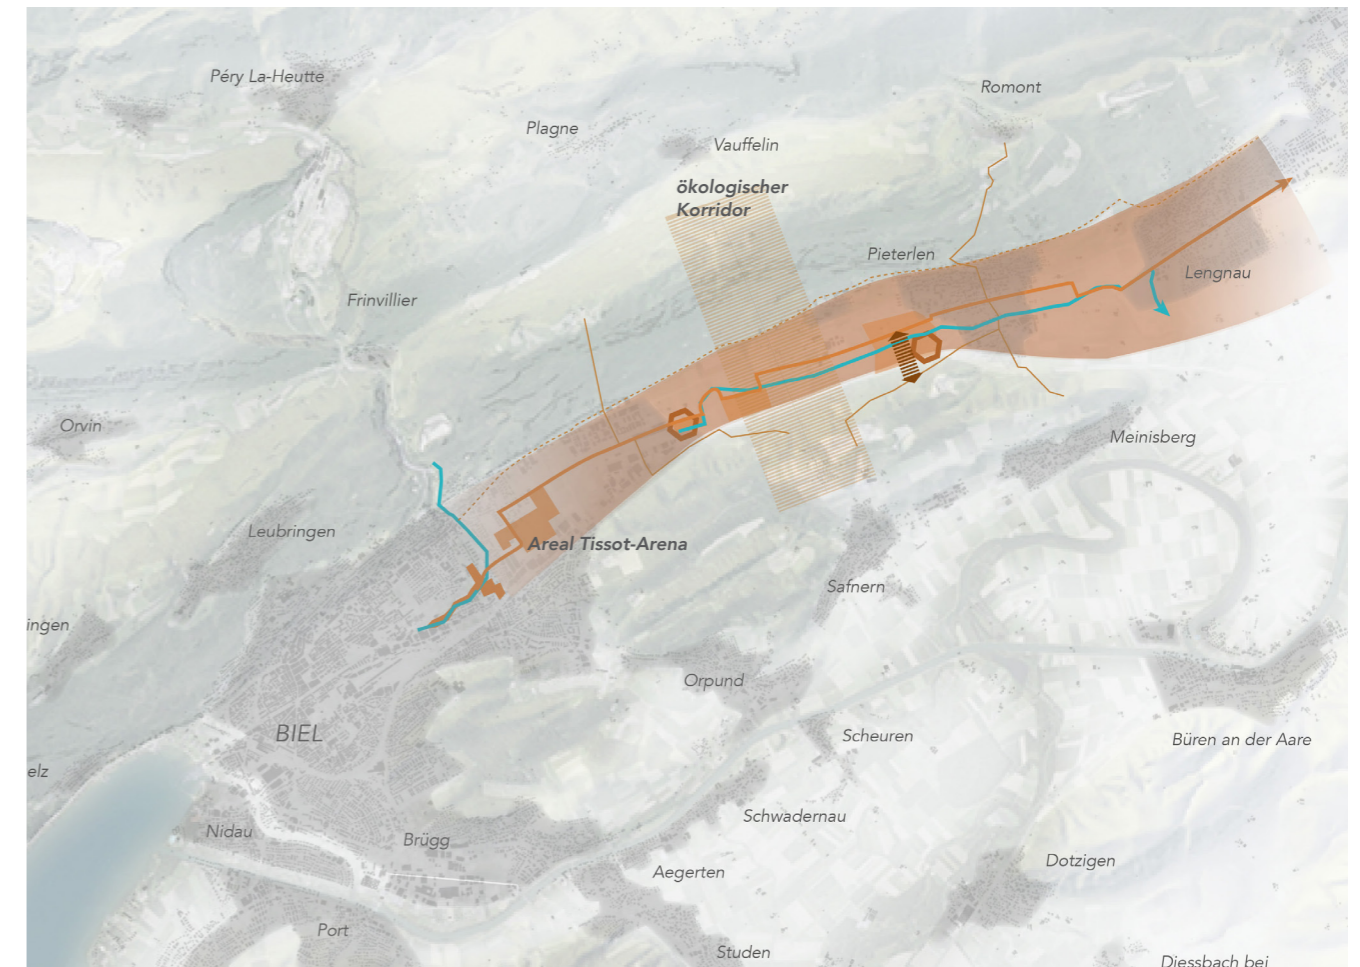 Péry La-Heutte
Romont
Plagne
Vauffelin
ökologischer
Korridor
Pieterlen
Lengnau
Frinvillier
Orvin
Meinisberg
Leubringen
Areal Tissot-Arena
Safnern
ingen
Orpund
BIEL
Scheuren
Büren an der Aare
elz
Schwadernau
Nidau
Brügg
Dotzigen
Aegerten
Port
Studen
Diessbach bei